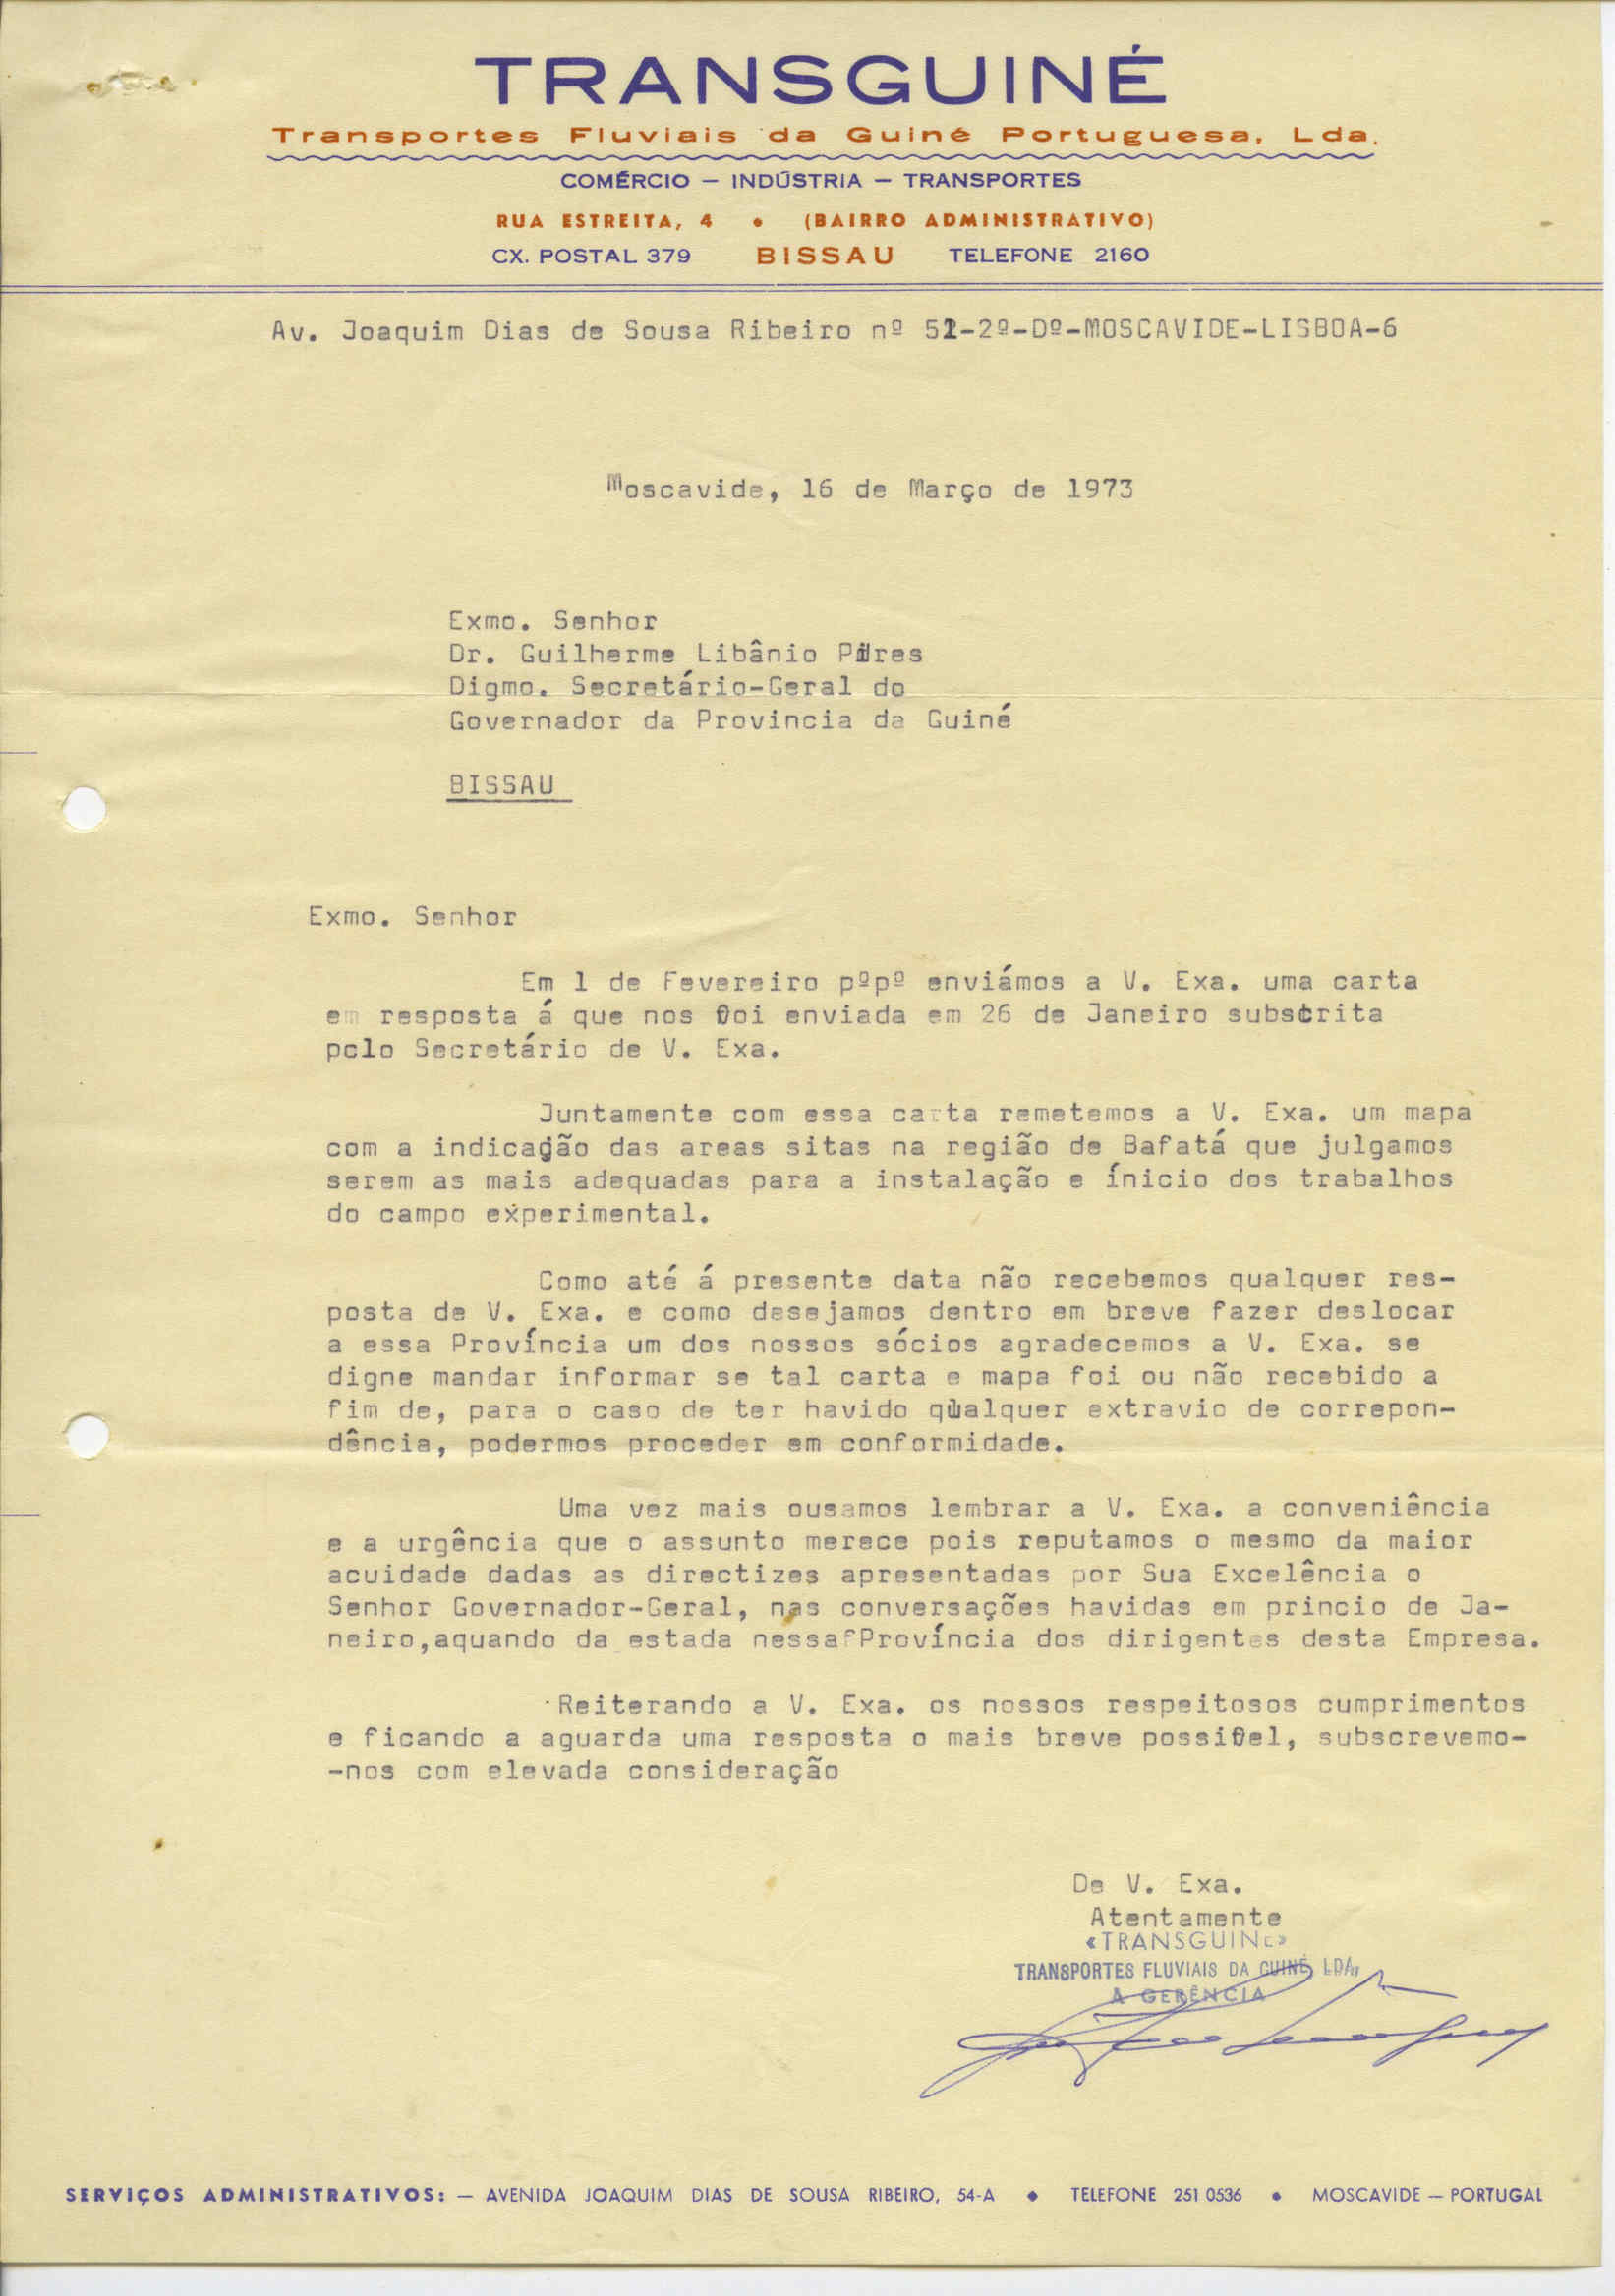 TRANSGUINÉ
Transportes Fluviais da Guiné Portuguesa, Lda.
COMÉRCIO — INDÚSTRIA — TRANSPORTES
RUA ESTREITA, 4 • (BAIRRO ADMINISTRATIVO)
CX. POSTAL 379 BISSAU TELEFONE 2160
Av. Joaquim Dias de Sousa Ribeiro nº 51-2º-Dº-MOSCAVIDE-LISBOA-6
Moscavide, 16 de Março de 1973
Exmo. Senhor
Dr. Guilherme Libânio Pires
Digmo. Secretário-Geral do
Governador da Provincia da Guiné
BISSAU
Exmo. Senhor
Em 1 de Fevereiro pºpº enviámos a V. Exa. uma carta
em resposta á que nos foi enviada em 26 de Janeiro subscrita
pelo Secretário de V. Exa.
Juntamente com essa carta remetemos a V. Exa. um mapa
com a indicação das areas sitas na região de Bafatá que julgamos
serem as mais adequadas para a instalação e ínicio dos trabalhos
do campo experimental.
Como até á presente data não recebemos qualquer res-
posta de V. Exa. e como desejamos dentro em breve fazer deslocar
a essa Província um dos nossos sócios agradecemos a V. Exa. se
digne mandar informar se tal carta e mapa foi ou não recebido a
fim de, para o caso de ter havido qualquer extravio de correpon-
dência, podermos proceder em conformidade.
Uma vez mais ousamos lembrar a V. Exa. a conveniência
e a urgência que o assunto merece pois reputamos o mesmo da maior
acuidade dadas as directizes apresentadas por Sua Excelência o
Senhor Governador-Geral, nas conversações havidas em princio de Ja-
neiro,aquando da estada nessa Província dos dirigentes desta Empresa.
Reiterando a V. Exa. os nossos respeitosos cumprimentos
e ficando a aguarda uma resposta o mais breve possivel, subscrevemo-
-nos com elevada consideração
De V. Exa.
Atentamente
«TRANSGUINÉ»
TRANSPORTES FLUVIAIS DA GUINÉ, LDA,
A GERÊNCIA
SERVIÇOS ADMINISTRATIVOS: — AVENIDA JOAQUIM DIAS DE SOUSA RIBEIRO, 54-A • TELEFONE 251 0536 • MOSCAVIDE — PORTUGAL